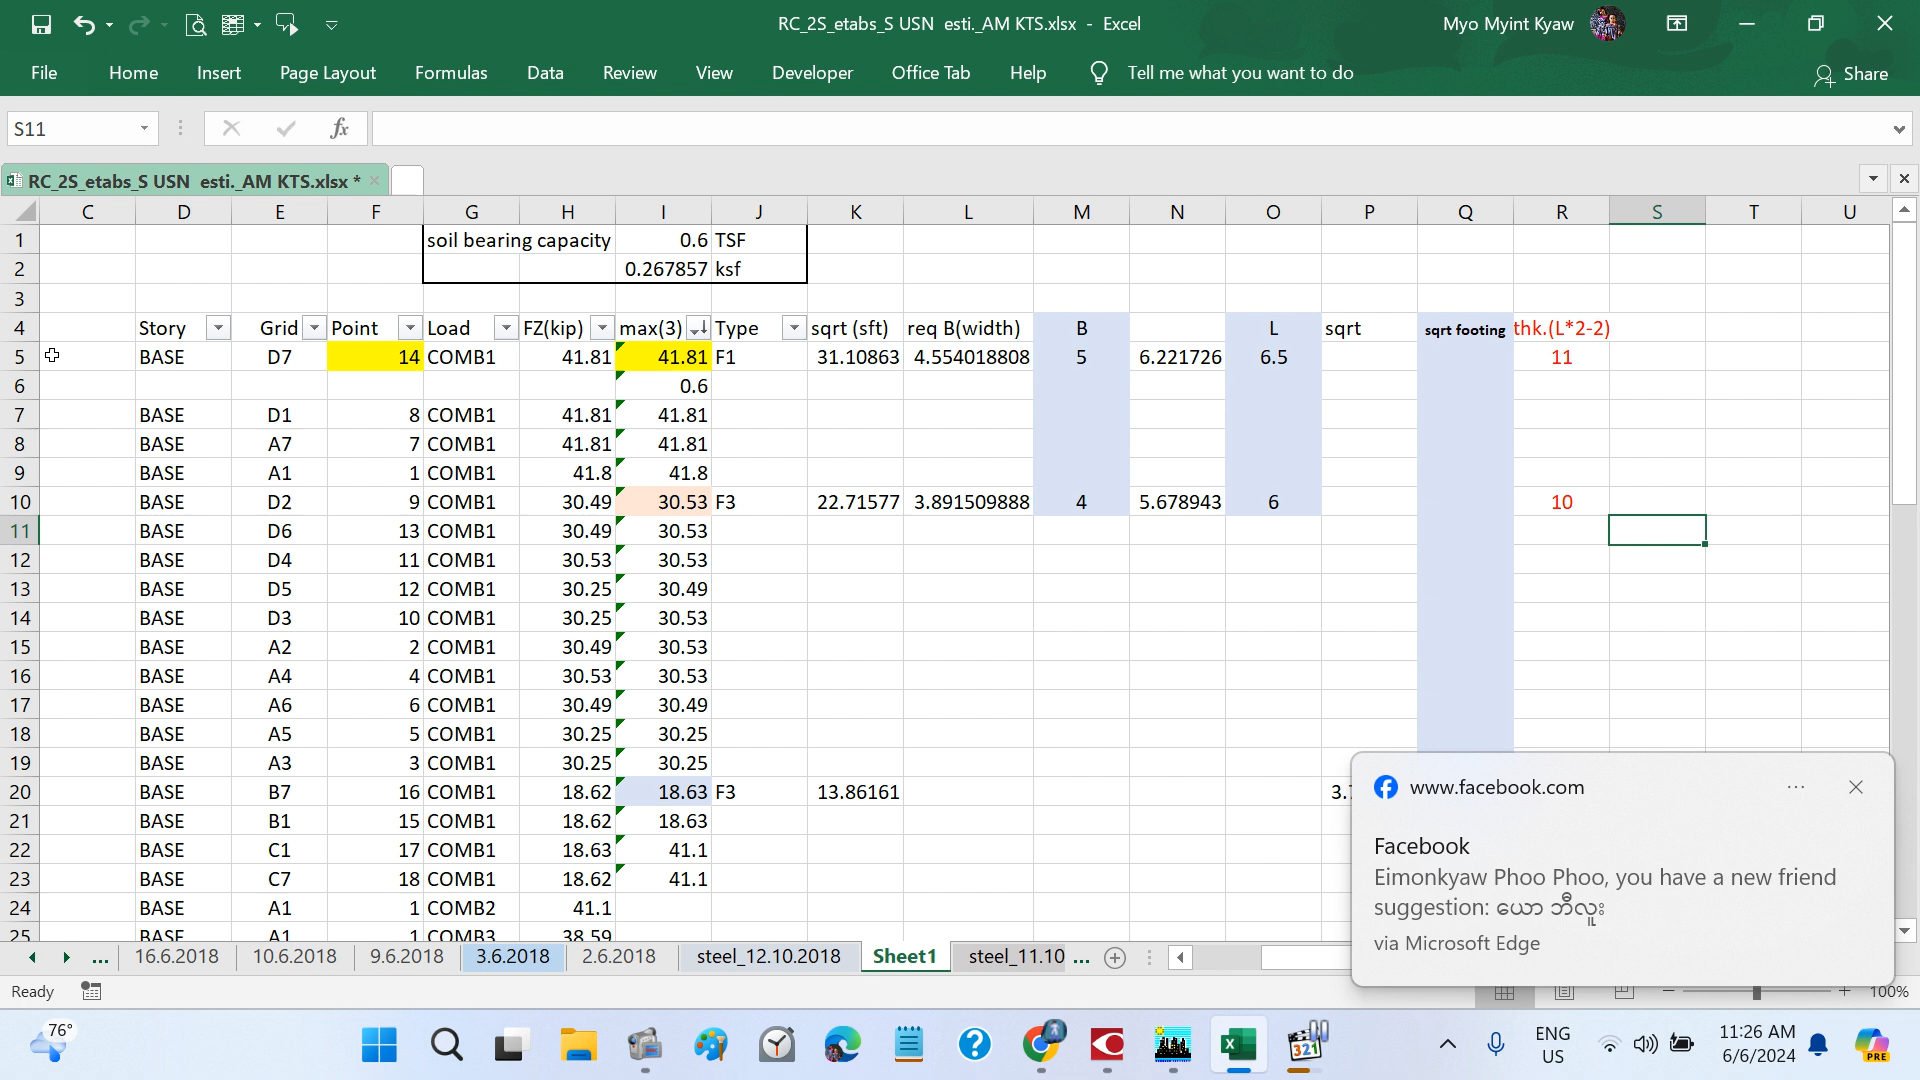 RC_2S_etabs_S USN esti._AM KTS.xlsx - Excel
Myo Myint Kyaw
File Home Insert Page Layout Formulas Data Review View Developer Office Tab Help Tell me what you want to do Share
S11 fx
RC_2S_etabs_S USN esti._AM KTS.xlsx *
C D E F G H I J K L M N O P Q R S T U
1 soil bearing capacity 0.6 TSF
2 0.267857 ksf
3
4 Story Grid Point Load FZ(kip) max(3) Type sqrt (sft) req B(width) B L sqrt sqrt footing thk.(L*2-2)
5 BASE D7 14 COMB1 41.81 41.81 F1 31.10863 4.554018808 5 6.221726 6.5 11
6 0.6
7 BASE D1 8 COMB1 41.81 41.81
8 BASE A7 7 COMB1 41.81 41.81
9 BASE A1 1 COMB1 41.8 41.8
10 BASE D2 9 COMB1 30.49 30.53 F3 22.71577 3.891509888 4 5.678943 6 10
11 BASE D6 13 COMB1 30.49 30.53
12 BASE D4 11 COMB1 30.53 30.53
13 BASE D5 12 COMB1 30.25 30.49
14 BASE D3 10 COMB1 30.25 30.53
15 BASE A2 2 COMB1 30.49 30.53
16 BASE A4 4 COMB1 30.53 30.53
17 BASE A6 6 COMB1 30.49 30.49
18 BASE A5 5 COMB1 30.25 30.25
19 BASE A3 3 COMB1 30.25 30.25
20 BASE B7 16 COMB1 18.62 18.63 F3 13.86161
21 BASE B1 15 COMB1 18.62 18.63
22 BASE C1 17 COMB1 18.63 41.1
23 BASE C7 18 COMB1 18.62 41.1
24 BASE A1 1 COMB2 41.1
25 BASE A1 1 COMB3 38.59
www.facebook.com
Facebook
Eimonkyaw Phoo Phoo, you have a new friend
suggestion: ယော ဘီလူး
via Microsoft Edge
... 16.6.2018 10.6.2018 9.6.2018 3.6.2018 2.6.2018 steel_12.10.2018 Sheet1 steel_11.10 ...
Ready 100%
76° 321 ENG 11:26 AM
US 6/6/2024 PRE